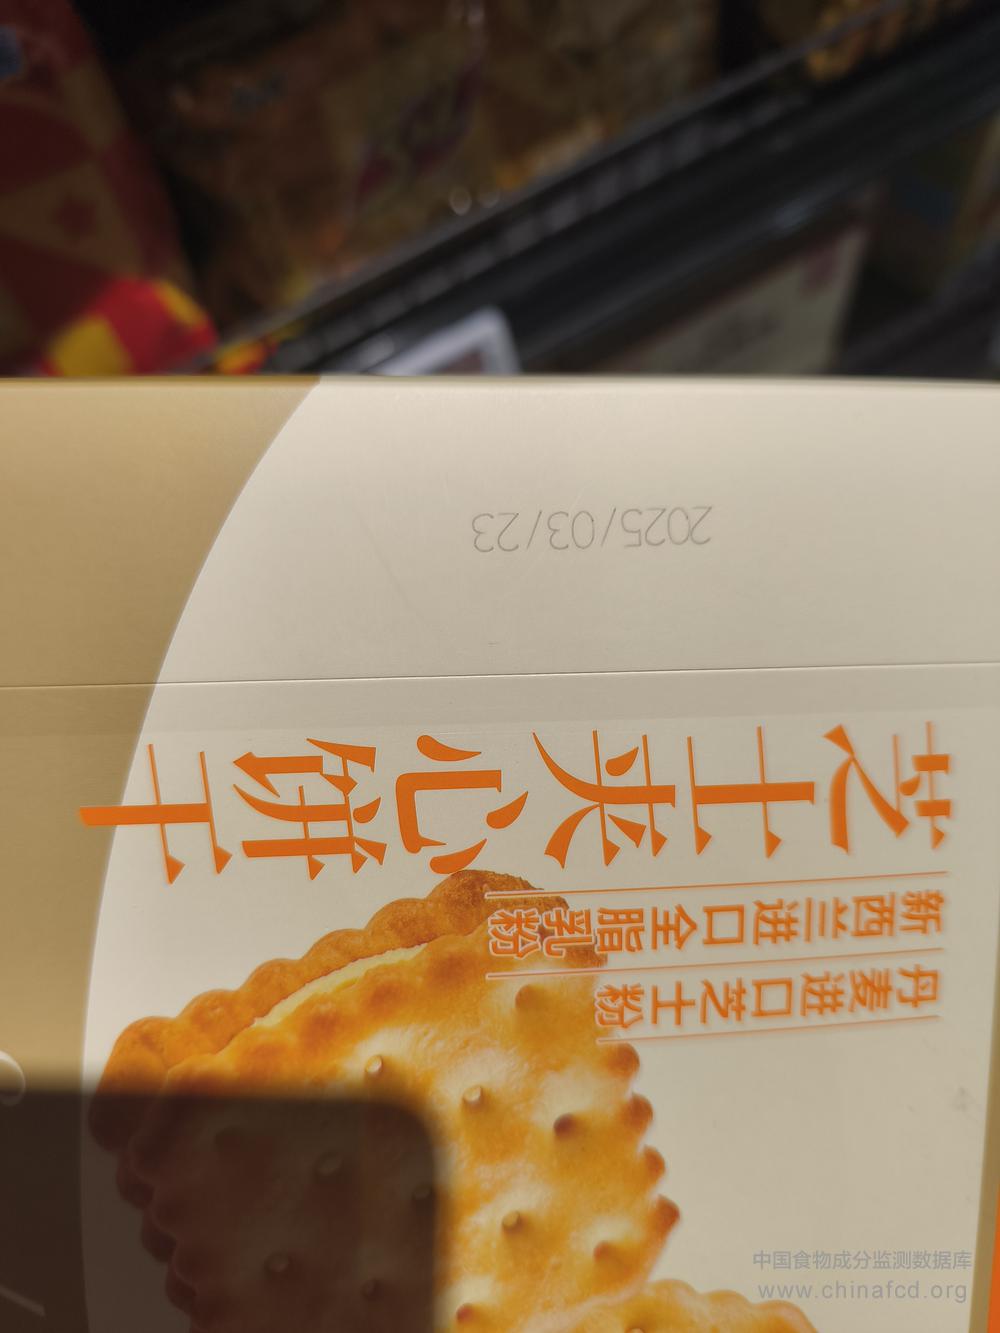 2025/03/23
芝士夹心饼干
新西兰进口全脂乳粉
丹麦进口芝士粉
中国食物成分监测数据库
www.chinafcd.org